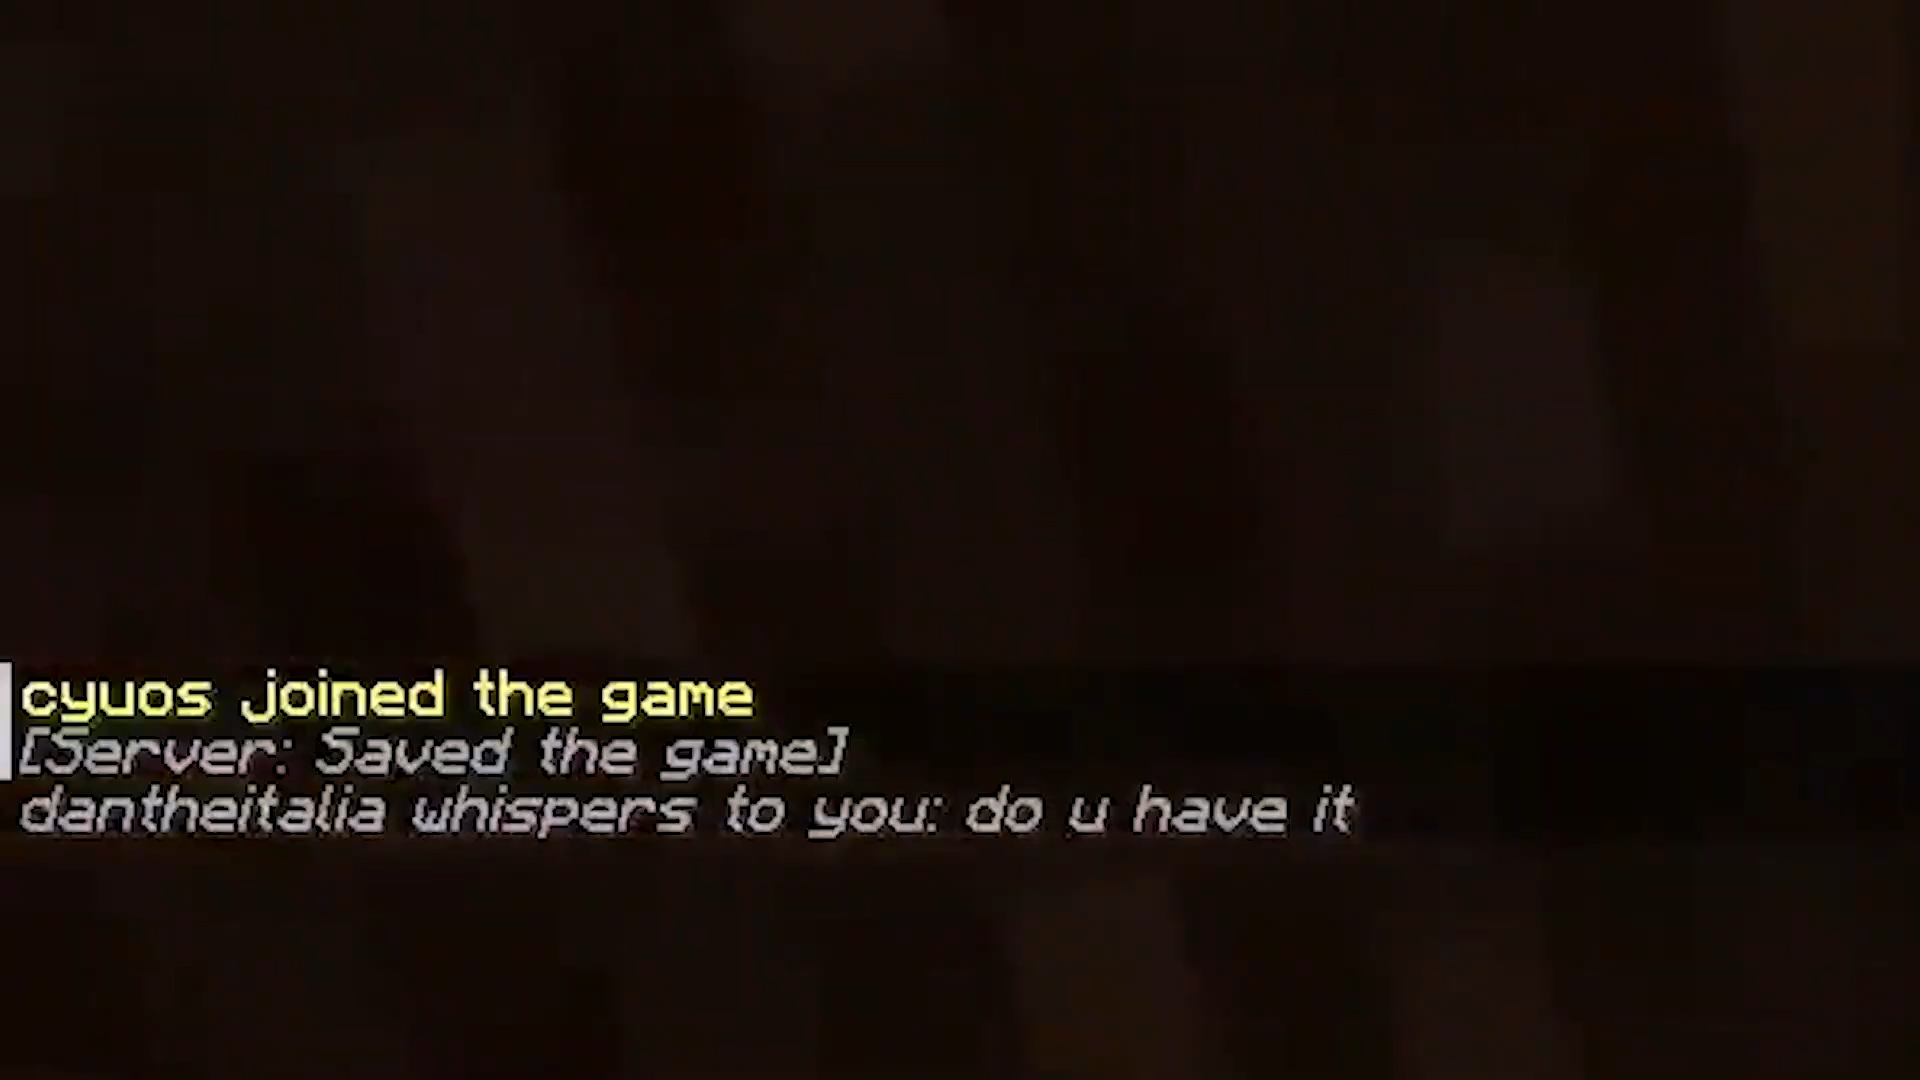 cyuos joined the game
[Server: Saved the game]
dantheitalia whispers to you: do u have it